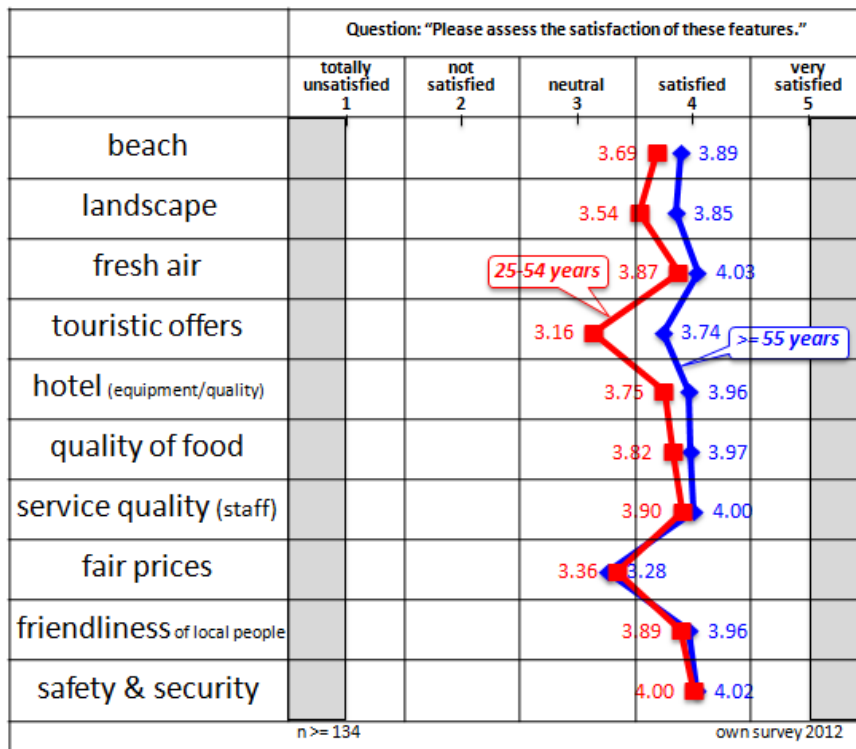 Question: “Please assess the satisfaction of these features.”
totally unsatisfied 1
not satisfied 2
neutral 3
satisfied 4
very satisfied 5
beach 3.69 3.89
landscape 3.54 3.85
fresh air 3.87 4.03
25-54 years
touristic offers 3.16 3.74
>= 55 years
hotel (equipment/quality) 3.75 3.96
quality of food 3.82 3.97
service quality (staff) 3.90 4.00
fair prices 3.36 3.28
friendliness of local people 3.89 3.96
safety & security 4.00 4.02
n >= 134 own survey 2012